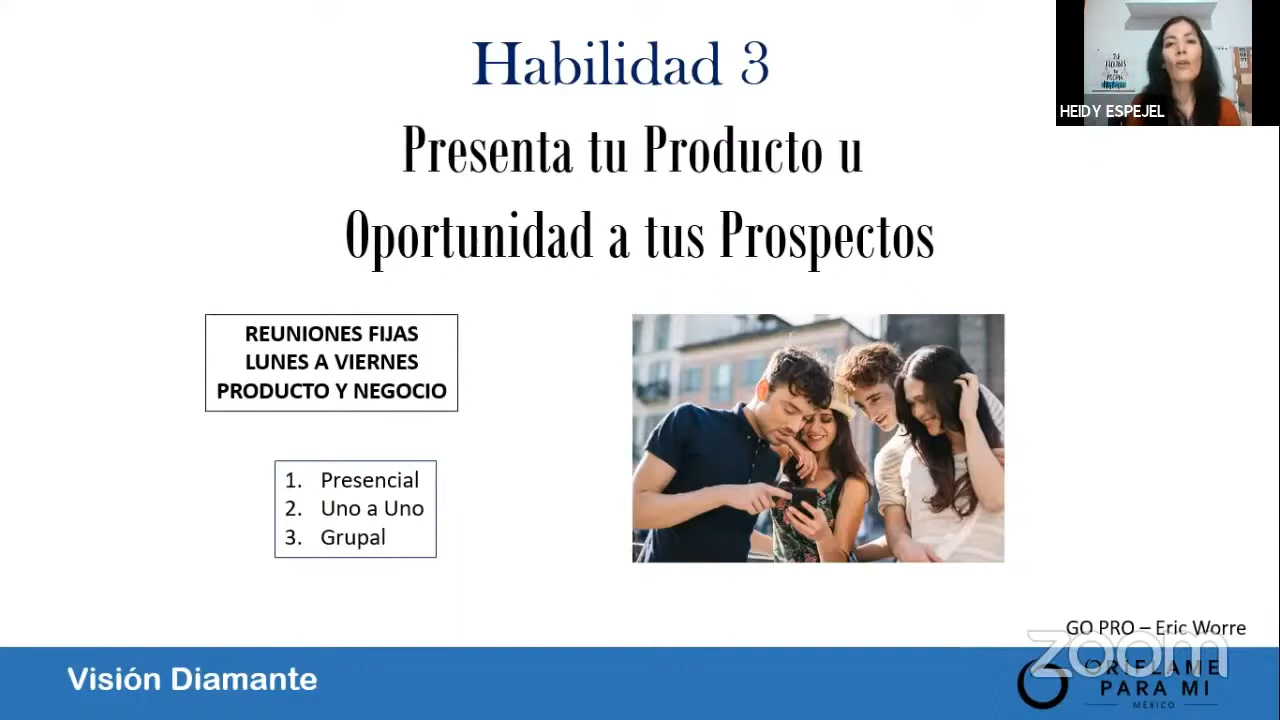 Habilidad 3
Presenta tu Producto u
Oportunidad a tus Prospectos
HEIDY ESPEJEL
REUNIONES FIJAS
LUNES A VIERNES
PRODUCTO Y NEGOCIO
1. Presencial
2. Uno a Uno
3. Grupal
GO PRO – Eric Worre
zoom
Visión Diamante
ORIFLAME
PARA MI
MÉXICO